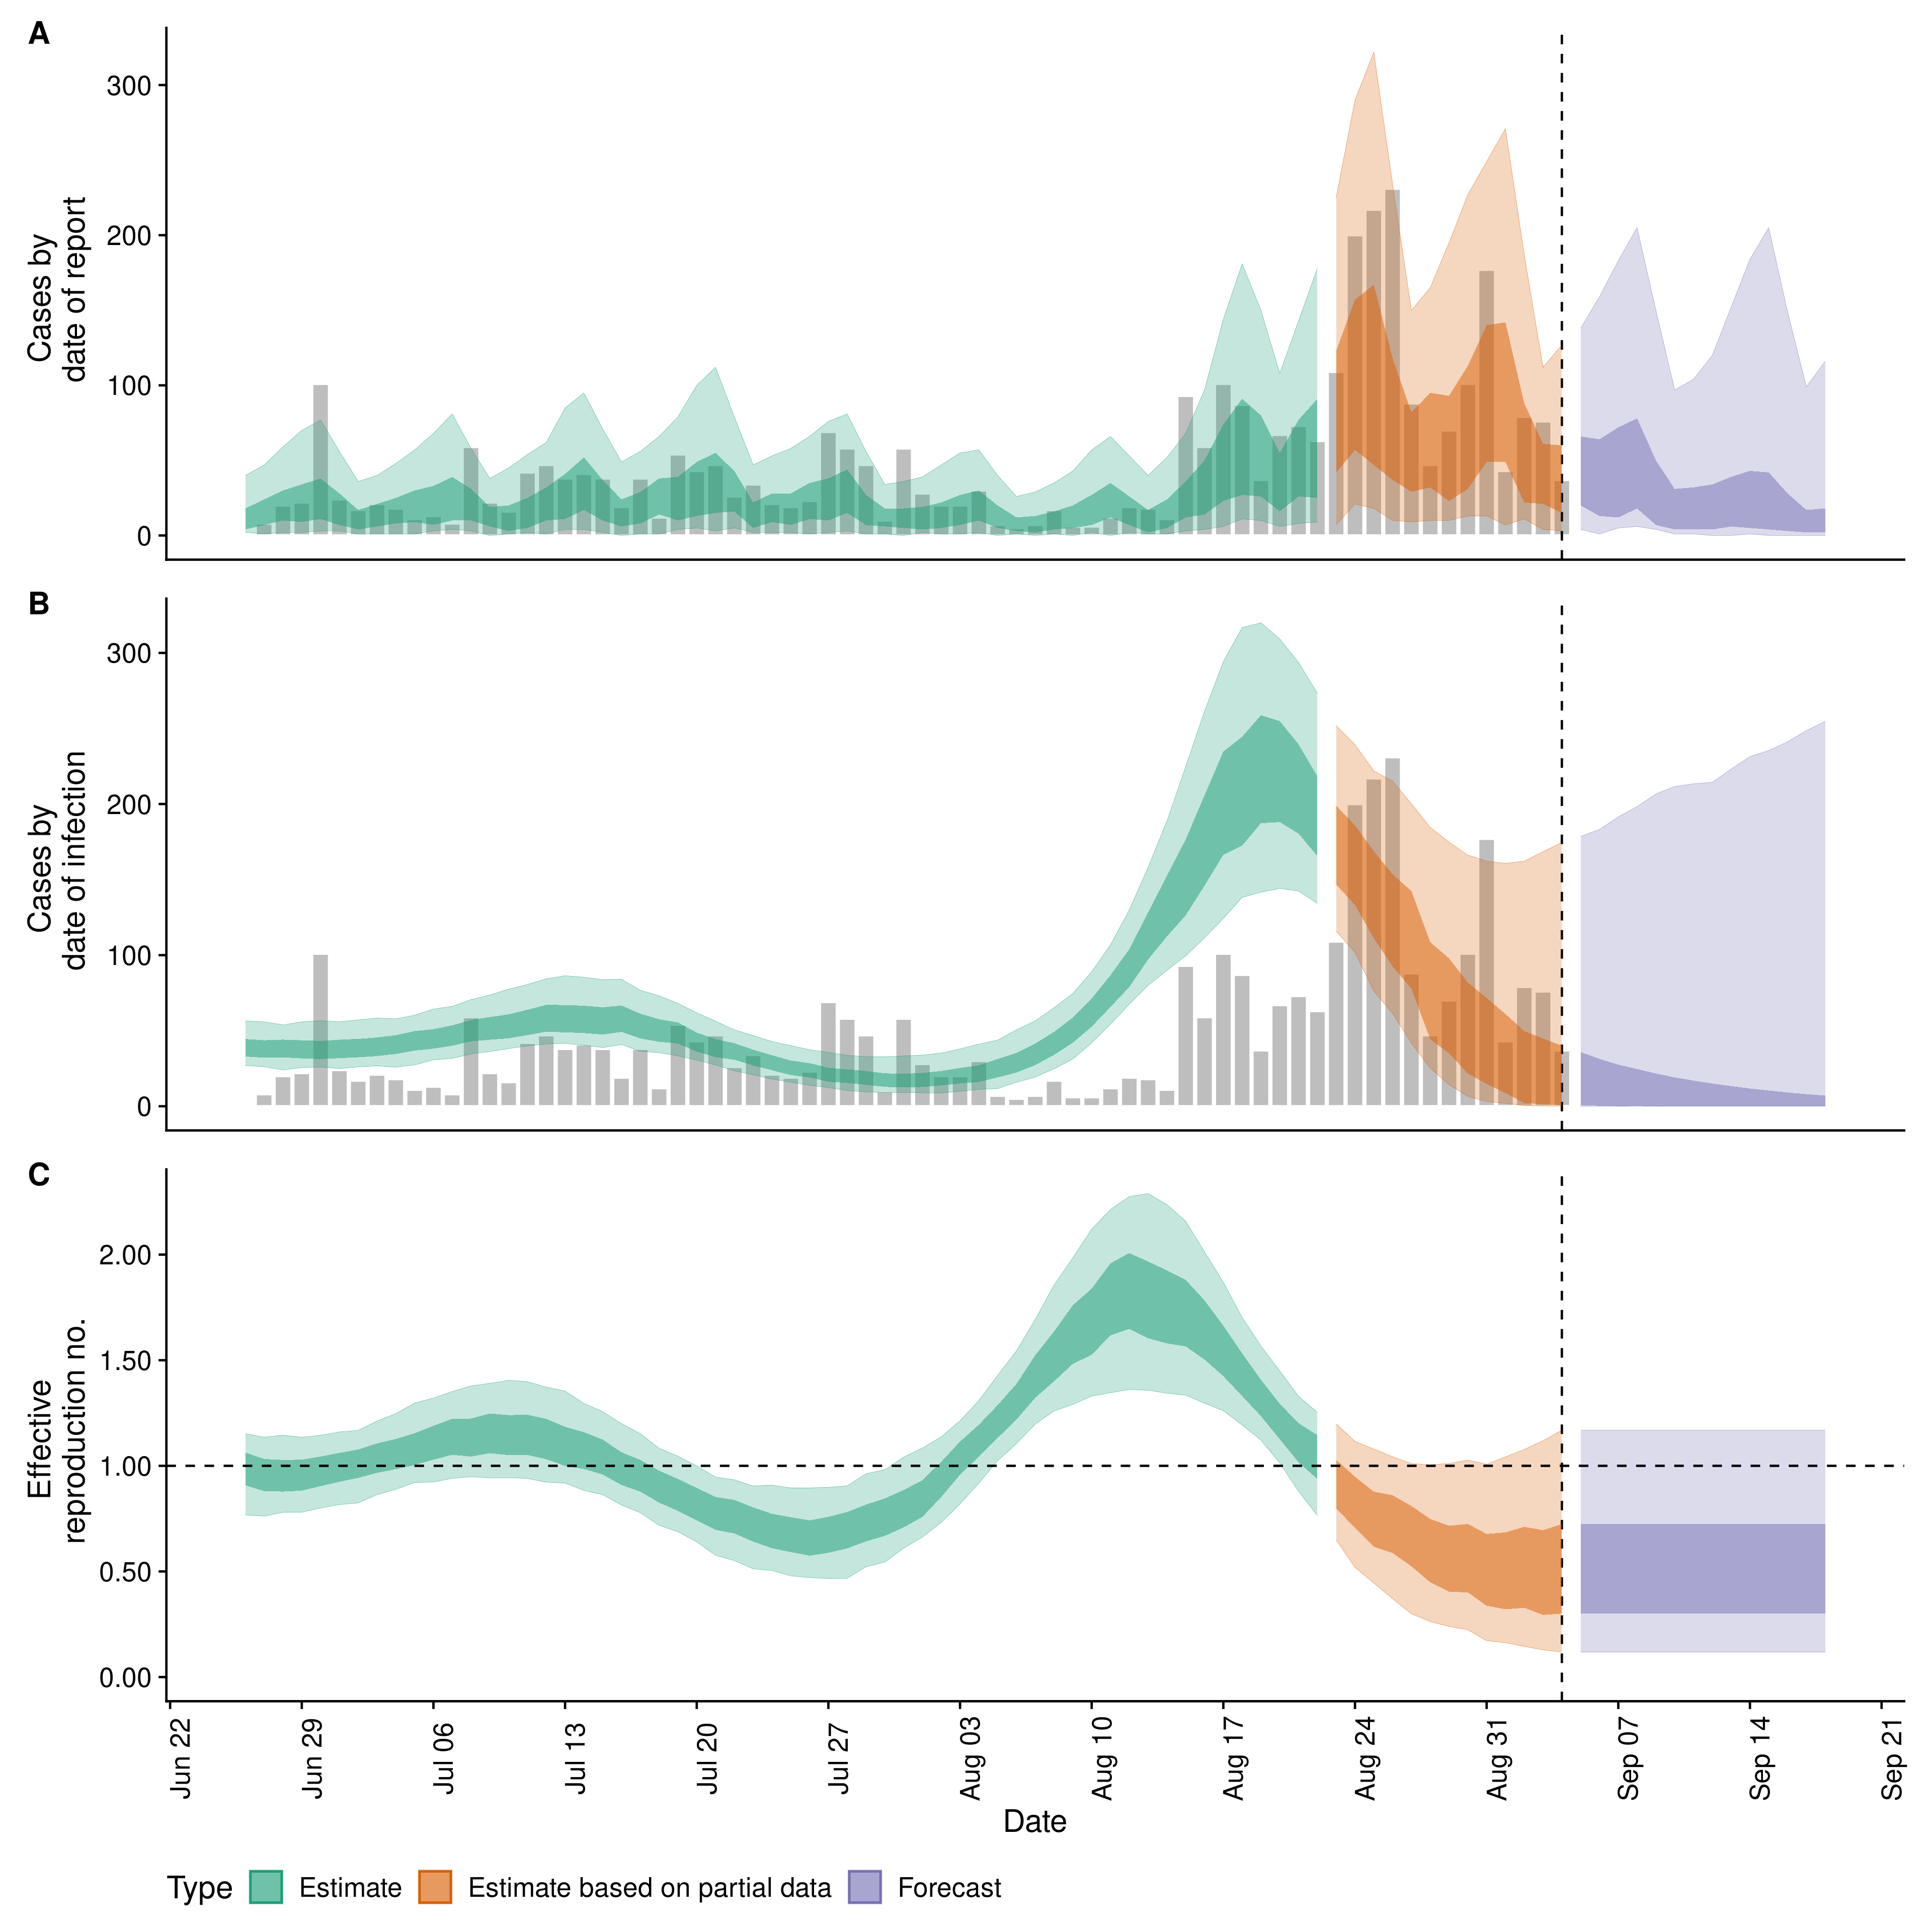 A
300
200
100
0
Cases by
date of report
B
300
200
100
0
Cases by
date of infection
C
2.00
1.50
1.00
0.50
0.00
Effective
reproduction no.
Jun 22
Jun 29
Jul 06
Jul 13
Jul 20
Jul 27
Aug 03
Aug 10
Aug 17
Aug 24
Aug 31
Sep 07
Sep 14
Sep 21
Date
Type Estimate Estimate based on partial data Forecast